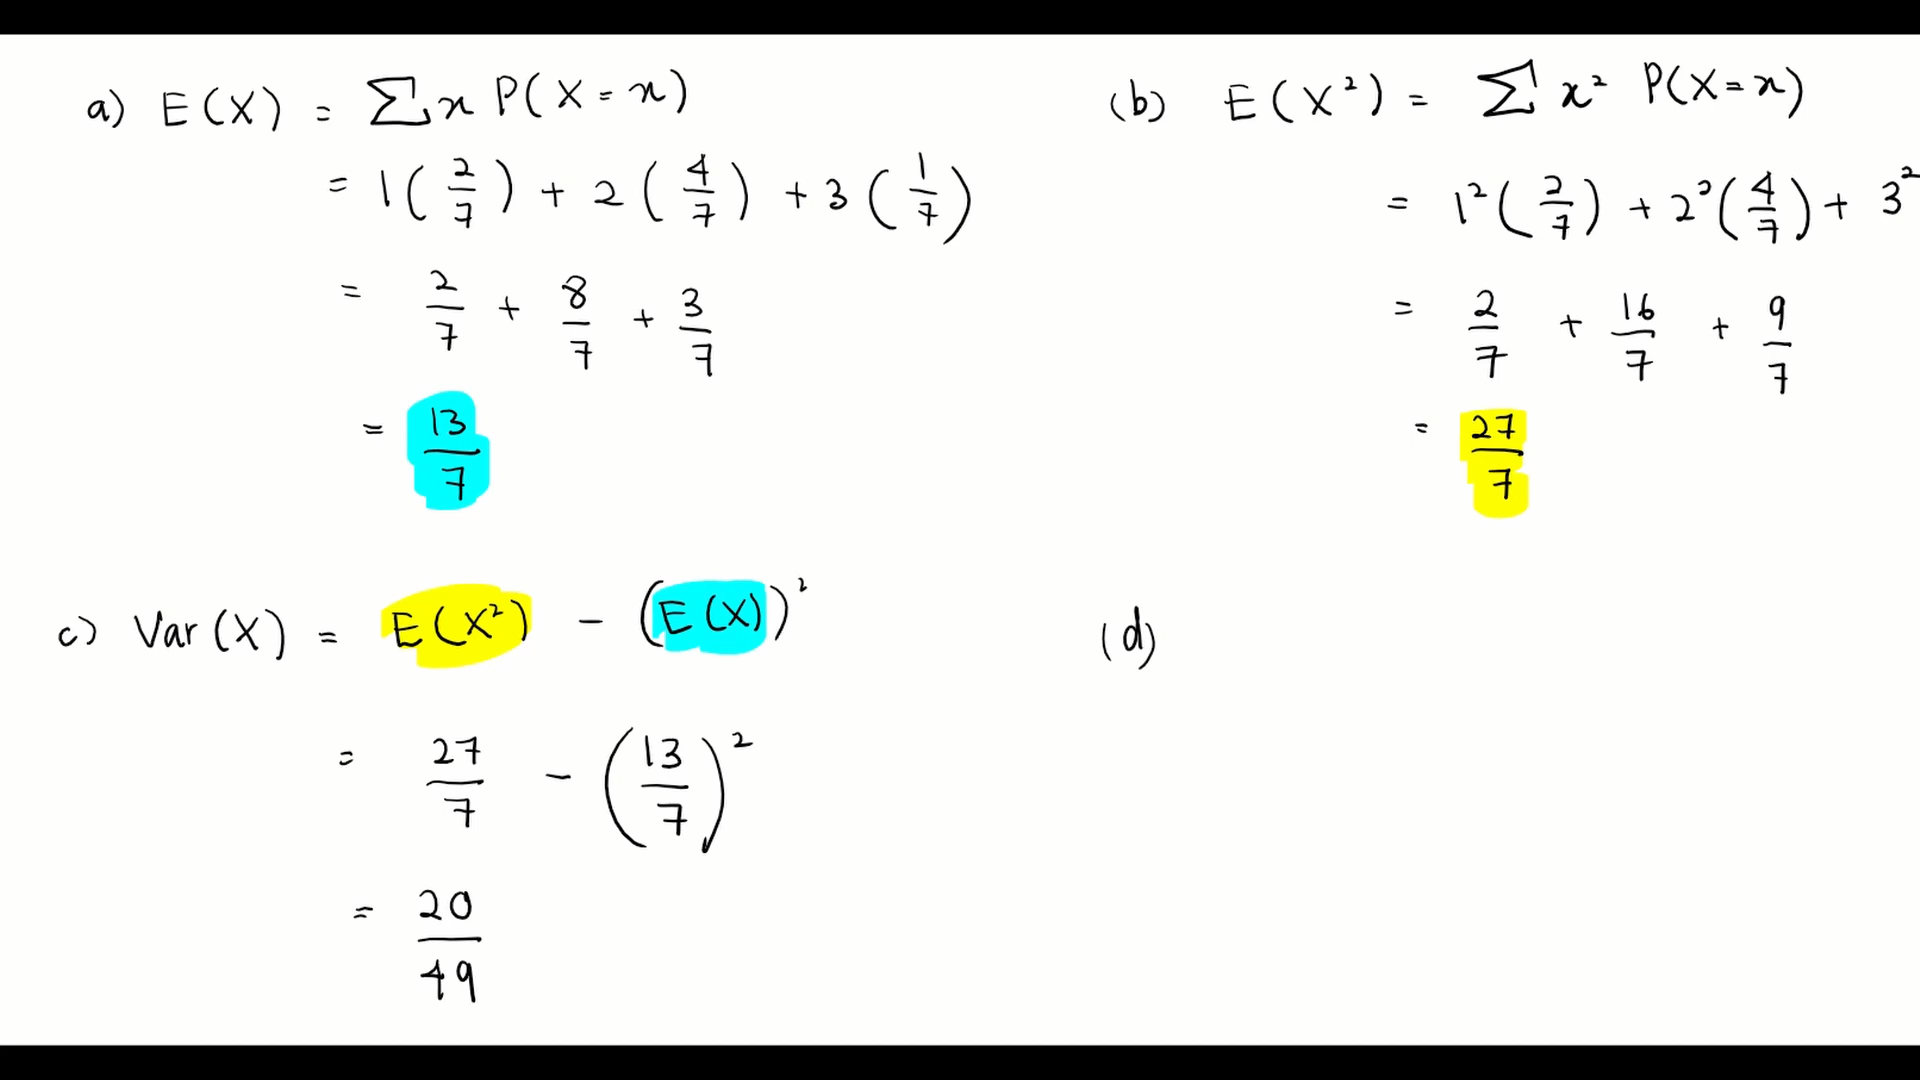 a) E(X) = ∑x P(X=x)
= 1(2/7) + 2(4/7) + 3(1/7)
= 2/7 + 8/7 + 3/7
= 13/7
(b) E(X²) = ∑ x² P(X=x)
= 1²(2/7) + 2²(4/7) + 3²
= 2/7 + 16/7 + 9/7
= 27/7
c) Var(X) = E(X²) - (E(X))²
= 27/7 - (13/7)²
= 20/49
(d)